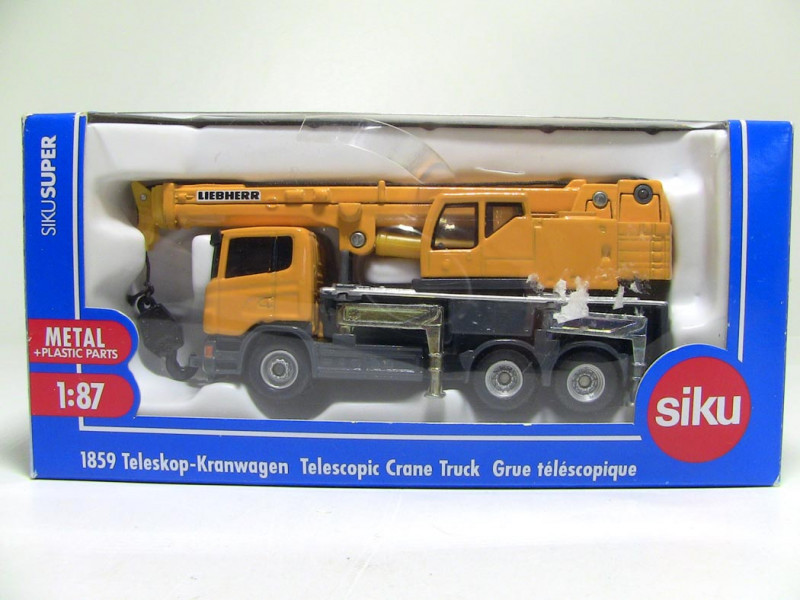 SIKUSUPER
LIEBHERR
METAL
+PLASTIC PARTS
1:87
siku
1859 Teleskop-Kranwagen Telescopic Crane Truck Grue téléscopique